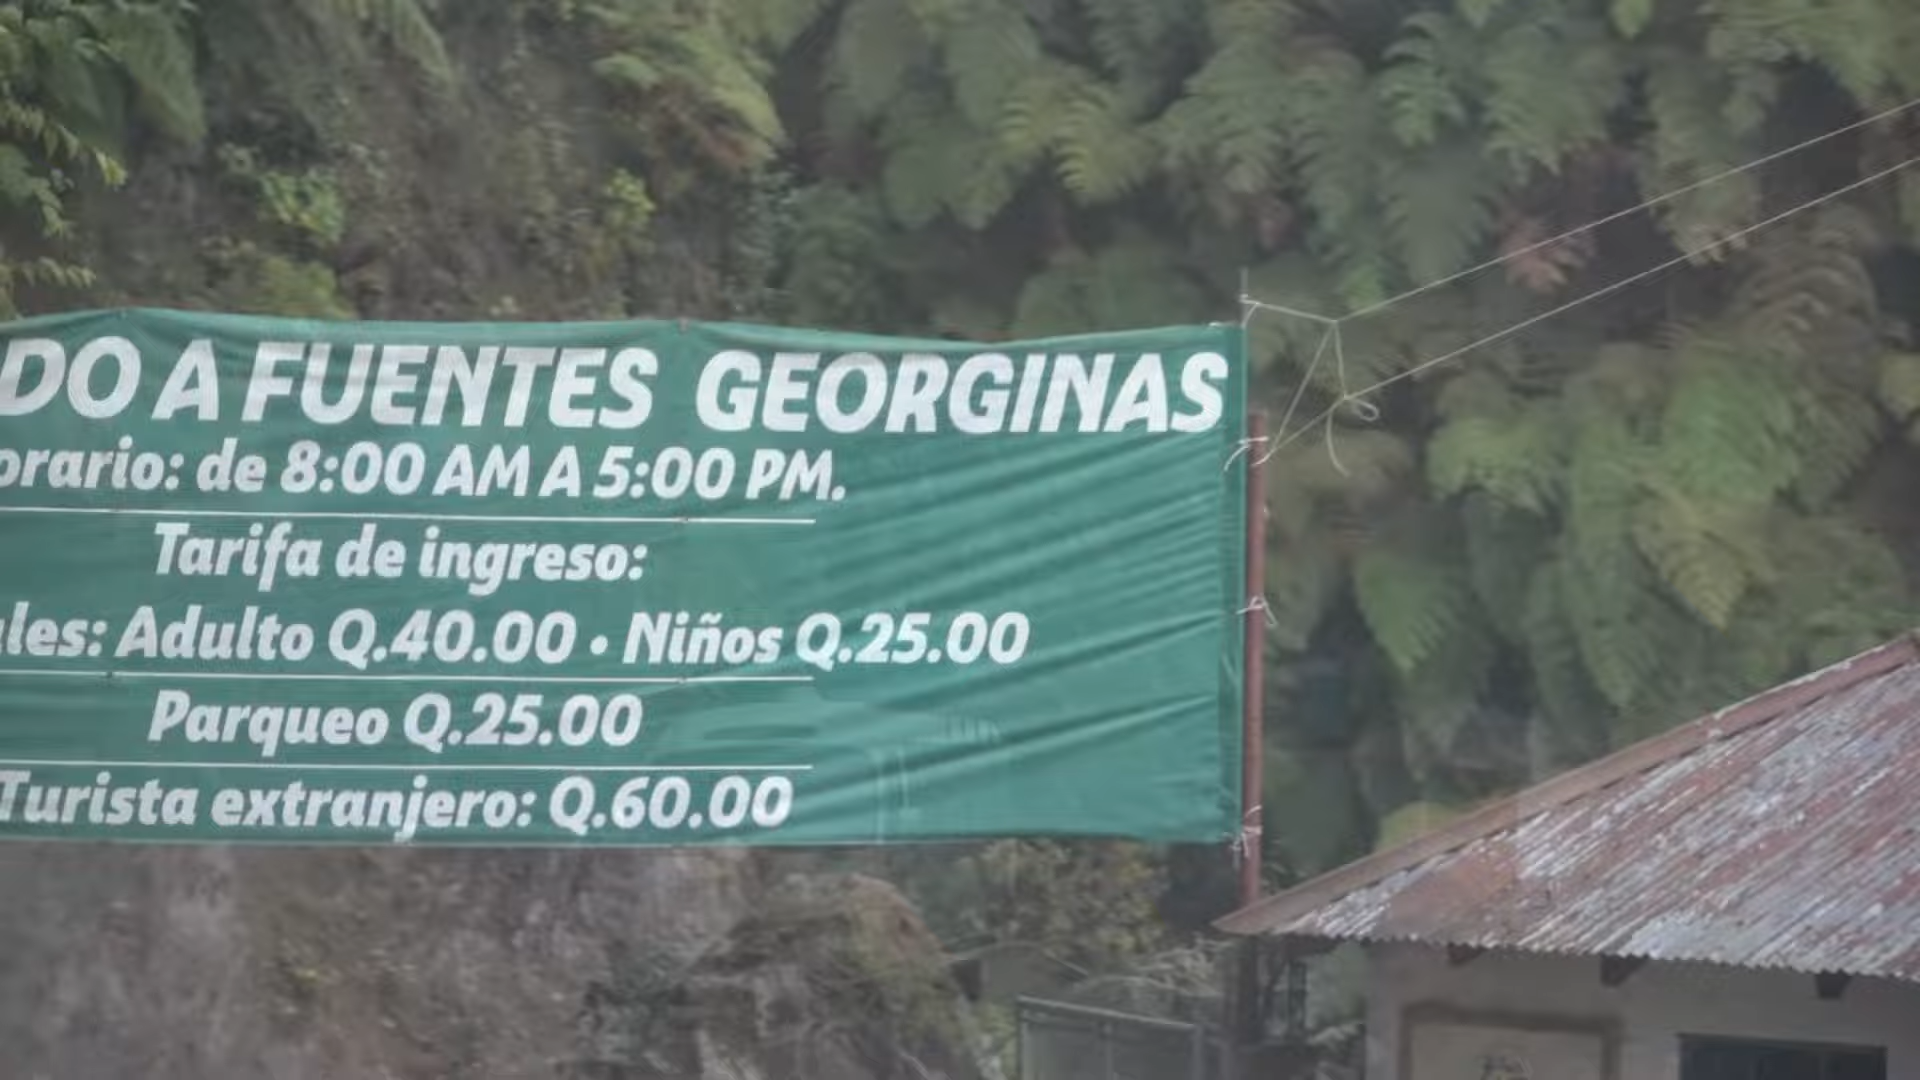 DO A FUENTES GEORGINAS
orario: de 8:00 AM A 5:00 PM.
Tarifa de ingreso:
les: Adulto Q.40.00 • Niños Q.25.00
Parqueo Q.25.00
Turista extranjero: Q.60.00